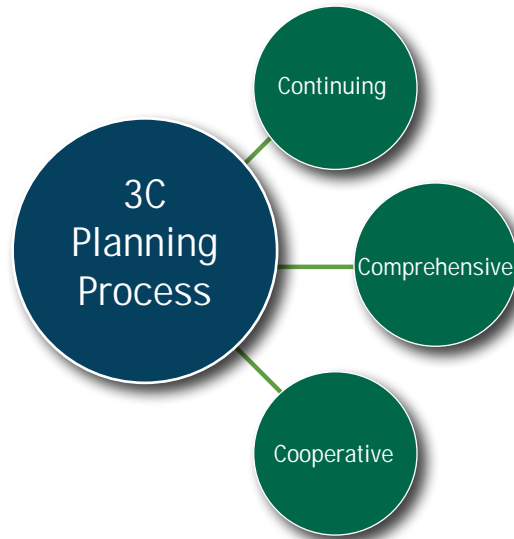 Continuing
3C
Planning
Process
Comprehensive
Cooperative